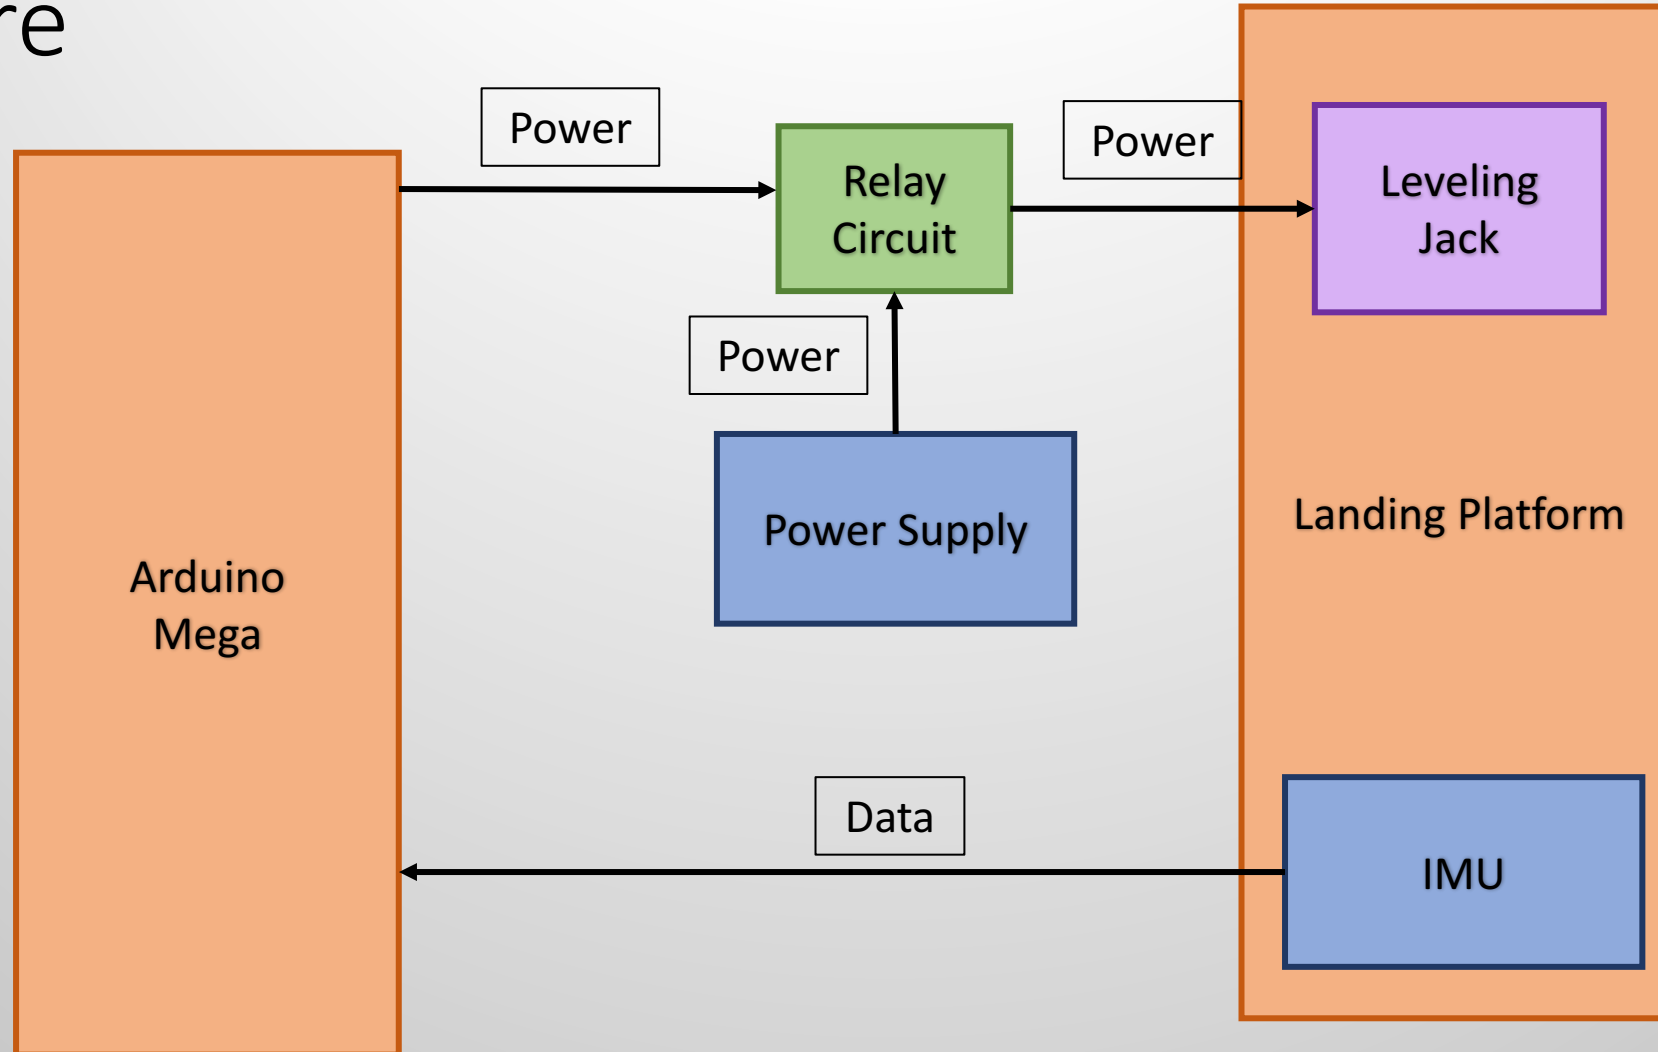 re
Power
Power
Relay
Circuit
Leveling
Jack
Power
Power Supply
Landing Platform
Arduino
Mega
Data
IMU